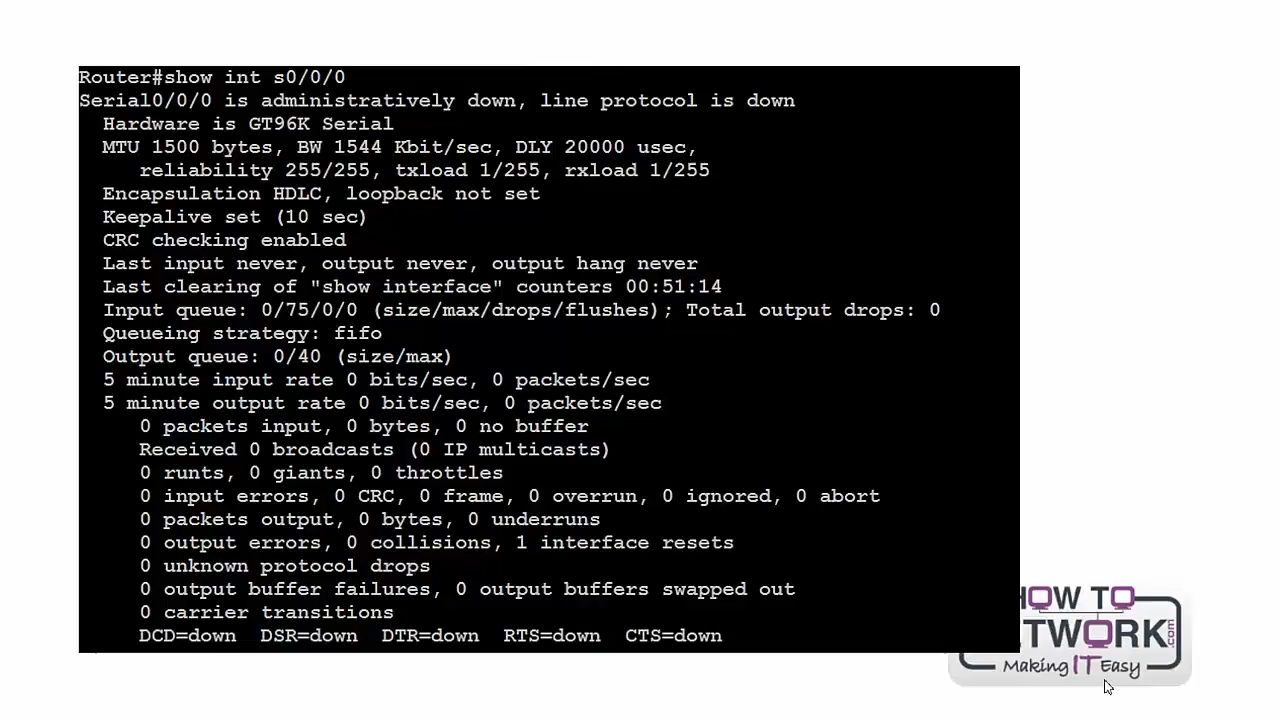 Router#show int s0/0/0
Serial0/0/0 is administratively down, line protocol is down
Hardware is GT96K Serial
MTU 1500 bytes, BW 1544 Kbit/sec, DLY 20000 usec,
reliability 255/255, txload 1/255, rxload 1/255
Encapsulation HDLC, loopback not set
Keepalive set (10 sec)
CRC checking enabled
Last input never, output never, output hang never
Last clearing of "show interface" counters 00:51:14
Input queue: 0/75/0/0 (size/max/drops/flushes); Total output drops: 0
Queueing strategy: fifo
Output queue: 0/40 (size/max)
5 minute input rate 0 bits/sec, 0 packets/sec
5 minute output rate 0 bits/sec, 0 packets/sec
0 packets input, 0 bytes, 0 no buffer
Received 0 broadcasts (0 IP multicasts)
0 runts, 0 giants, 0 throttles
0 input errors, 0 CRC, 0 frame, 0 overrun, 0 ignored, 0 abort
0 packets output, 0 bytes, 0 underruns
0 output errors, 0 collisions, 1 interface resets
0 unknown protocol drops
0 output buffer failures, 0 output buffers swapped out
0 carrier transitions
DCD=down DSR=down DTR=down RTS=down CTS=down
HOW TO
TWORK.com
Making IT Easy